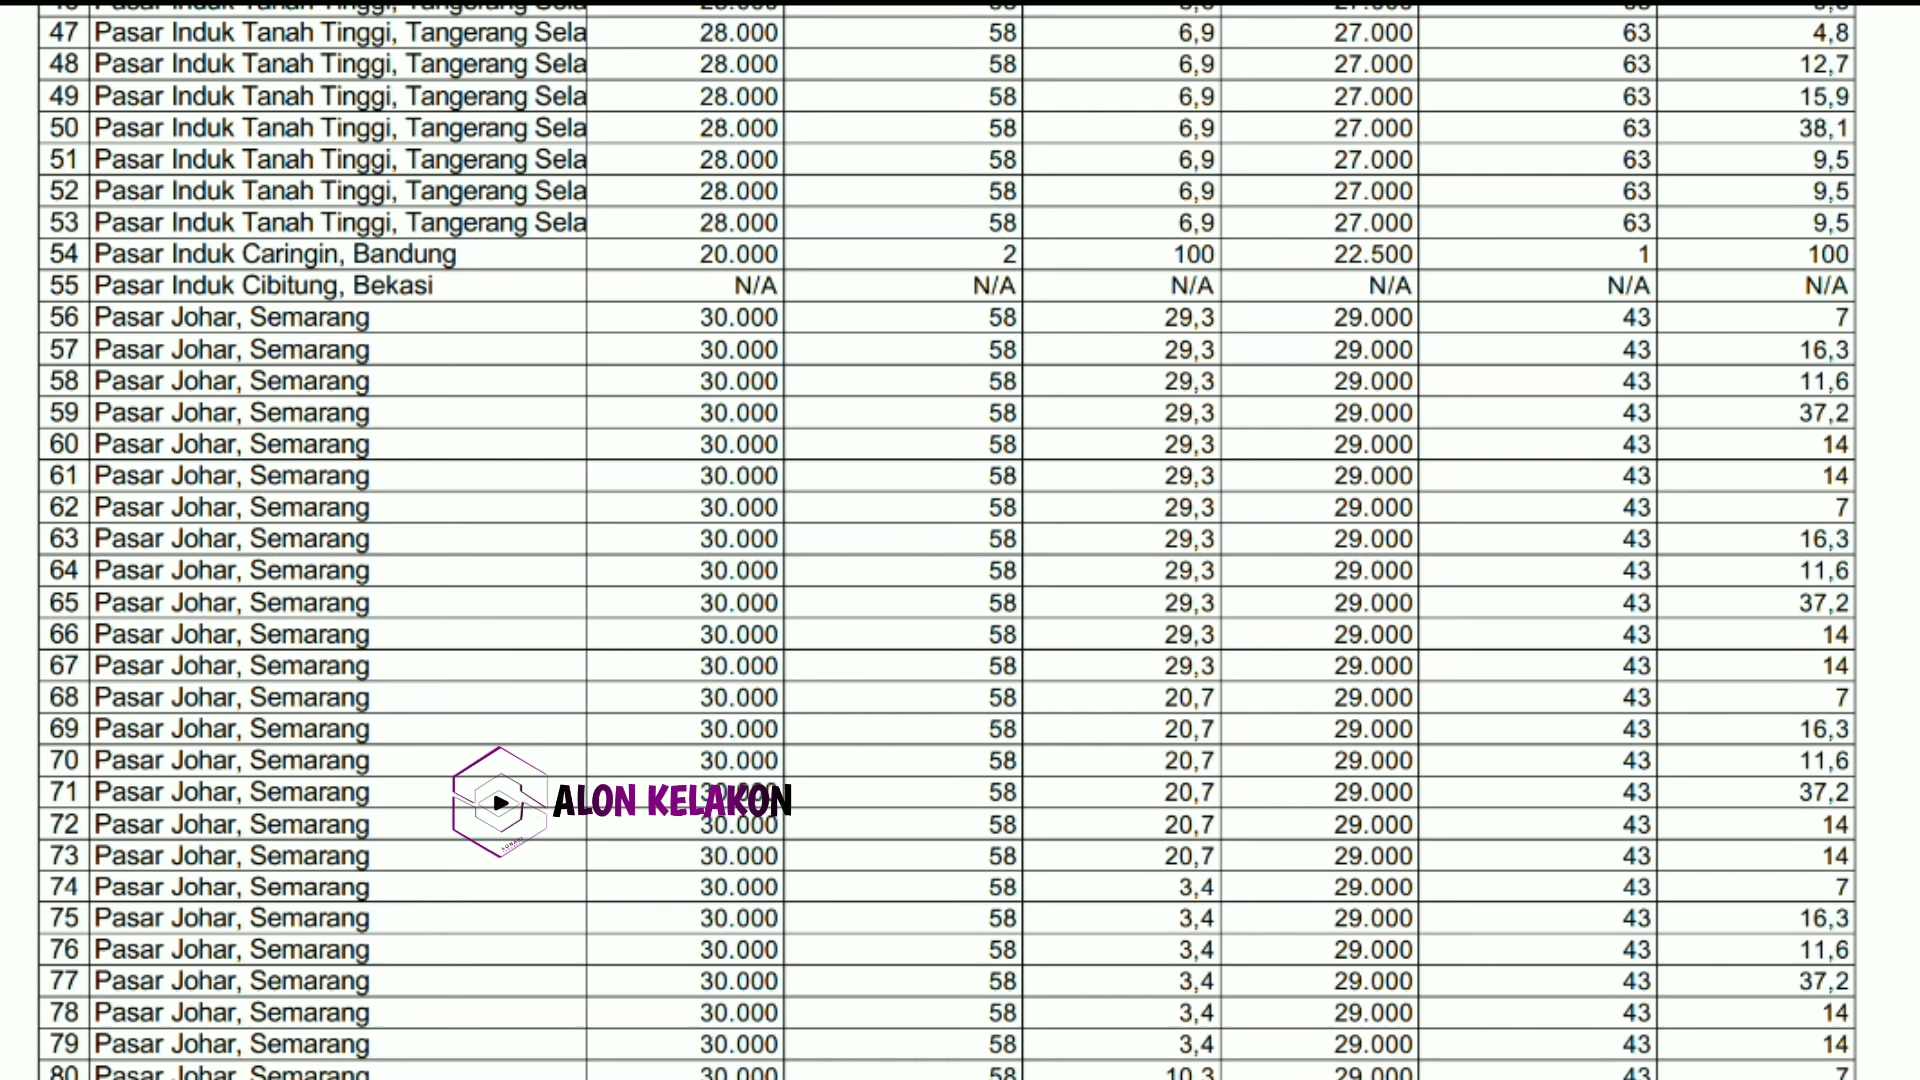 47 Pasar Induk Tanah Tinggi, Tangerang Sela 28.000 58 6,9 27.000 63 4,8
48 Pasar Induk Tanah Tinggi, Tangerang Sela 28.000 58 6,9 27.000 63 12,7
49 Pasar Induk Tanah Tinggi, Tangerang Sela 28.000 58 6,9 27.000 63 15,9
50 Pasar Induk Tanah Tinggi, Tangerang Sela 28.000 58 6,9 27.000 63 38,1
51 Pasar Induk Tanah Tinggi, Tangerang Sela 28.000 58 6,9 27.000 63 9,5
52 Pasar Induk Tanah Tinggi, Tangerang Sela 28.000 58 6,9 27.000 63 9,5
53 Pasar Induk Tanah Tinggi, Tangerang Sela 28.000 58 6,9 27.000 63 9,5
54 Pasar Induk Caringin, Bandung 20.000 2 100 22.500 1 100
55 Pasar Induk Cibitung, Bekasi N/A N/A N/A N/A N/A N/A
56 Pasar Johar, Semarang 30.000 58 29,3 29.000 43 7
57 Pasar Johar, Semarang 30.000 58 29,3 29.000 43 16,3
58 Pasar Johar, Semarang 30.000 58 29,3 29.000 43 11,6
59 Pasar Johar, Semarang 30.000 58 29,3 29.000 43 37,2
60 Pasar Johar, Semarang 30.000 58 29,3 29.000 43 14
61 Pasar Johar, Semarang 30.000 58 29,3 29.000 43 14
62 Pasar Johar, Semarang 30.000 58 29,3 29.000 43 7
63 Pasar Johar, Semarang 30.000 58 29,3 29.000 43 16,3
64 Pasar Johar, Semarang 30.000 58 29,3 29.000 43 11,6
65 Pasar Johar, Semarang 30.000 58 29,3 29.000 43 37,2
66 Pasar Johar, Semarang 30.000 58 29,3 29.000 43 14
67 Pasar Johar, Semarang 30.000 58 29,3 29.000 43 14
68 Pasar Johar, Semarang 30.000 58 20,7 29.000 43 7
69 Pasar Johar, Semarang 30.000 58 20,7 29.000 43 16,3
70 Pasar Johar, Semarang 30.000 58 20,7 29.000 43 11,6
71 Pasar Johar, Semarang 58 20,7 29.000 43 37,2
ALON KELAKON
72 Pasar Johar, Semarang 30.000 58 20,7 29.000 43 14
73 Pasar Johar, Semarang 30.000 58 20,7 29.000 43 14
74 Pasar Johar, Semarang 30.000 58 3,4 29.000 43 7
75 Pasar Johar, Semarang 30.000 58 3,4 29.000 43 16,3
76 Pasar Johar, Semarang 30.000 58 3,4 29.000 43 11,6
77 Pasar Johar, Semarang 30.000 58 3,4 29.000 43 37,2
78 Pasar Johar, Semarang 30.000 58 3,4 29.000 43 14
79 Pasar Johar, Semarang 30.000 58 3,4 29.000 43 14
80 Pasar Johar, Semarang 30.000 58 10,3 29.000 43 7